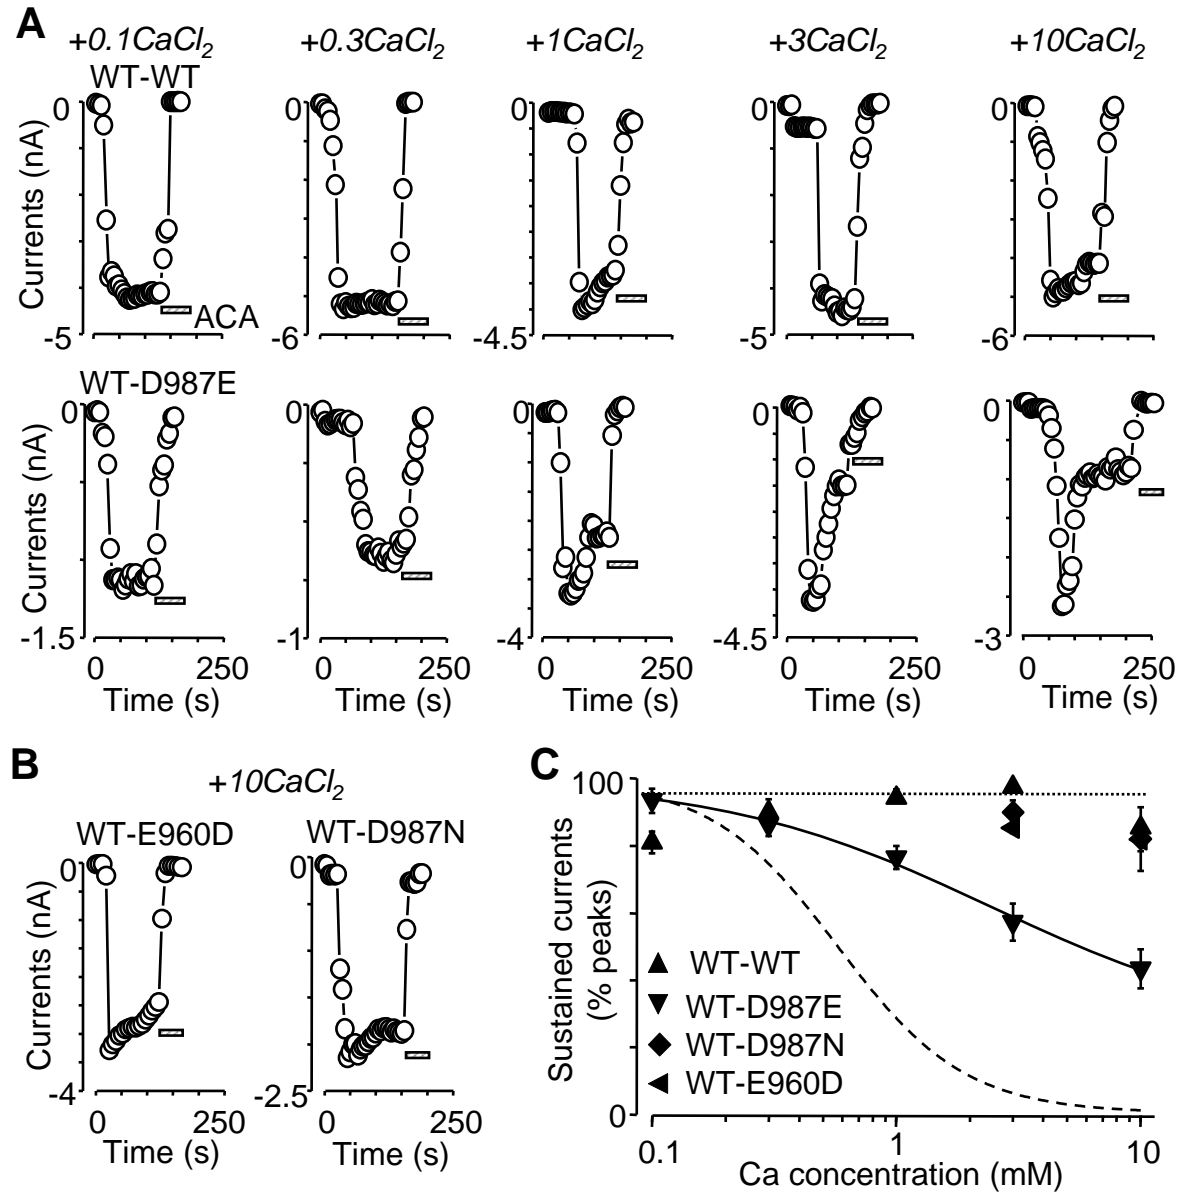 A
+0.1CaCl2 +0.3CaCl2 +1CaCl2 +3CaCl2 +10CaCl2
WT-WT
0 0 0 0 0
Currents (nA)
ACA
-5 -6 -4.5 -5 -6
WT-D987E
0 0 0 0 0
Currents (nA)
-1.5 -1 -4 -4.5 -3
0 250 0 250 0 250 0 250 0 250
Time (s) Time (s) Time (s) Time (s) Time (s)
B
+10CaCl2
WT-E960D WT-D987N
0 0
Currents (nA)
-4 -2.5
0 250 0 250
Time (s) Time (s)
C
100
Sustained currents
(% peaks)
WT-WT
WT-D987E
WT-D987N
WT-E960D
0
0.1 1 10
Ca concentration (mM)